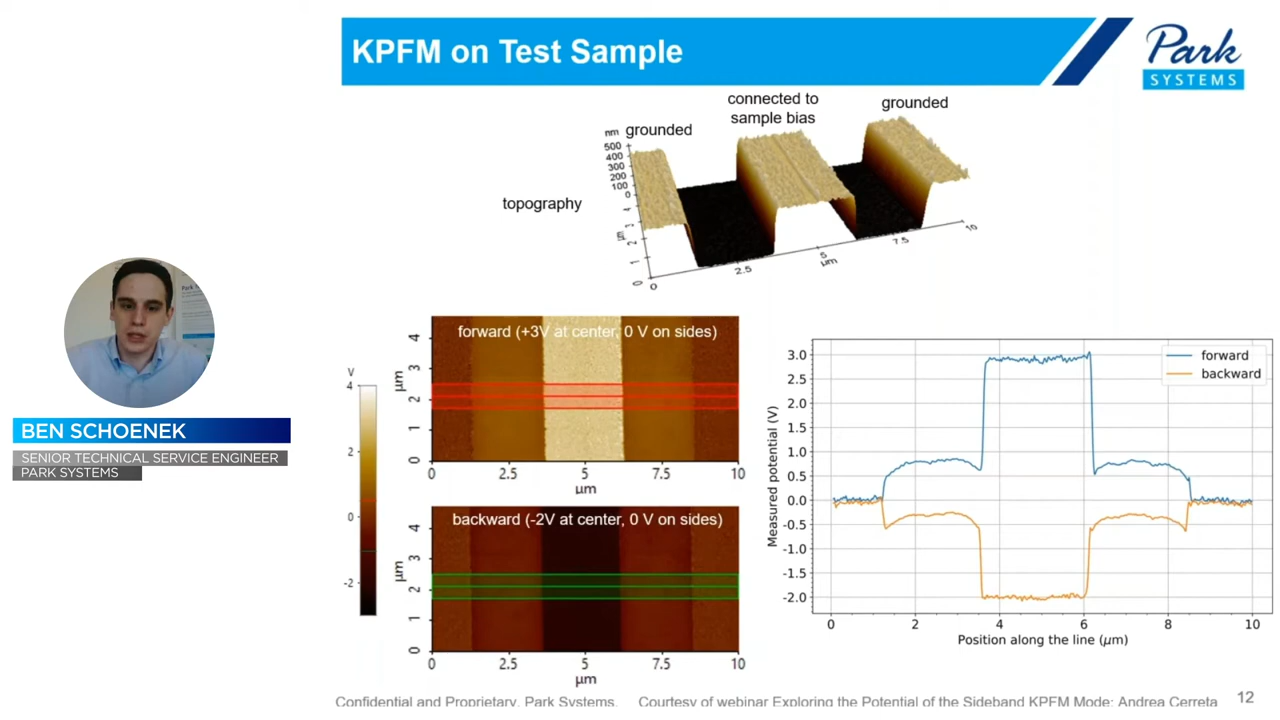 KPFM on Test Sample
Park
SYSTEMS
connected to
sample bias
grounded
grounded
topography
nm
500
400
300
200
100
0
4
3
2
1
0
μm
0
2.5
5
7.5
10
μm
BEN SCHOENEK
SENIOR TECHNICAL SERVICE ENGINEER
PARK SYSTEMS
V
4
2
0
-2
forward (+3V at center, 0 V on sides)
μm
4
3
2
1
0
0
2.5
5
7.5
10
μm
backward (-2V at center, 0 V on sides)
μm
4
3
2
1
0
0
2.5
5
7.5
10
μm
forward
backward
Measured potential (V)
3.0
2.5
2.0
1.5
1.0
0.5
0.0
-0.5
-1.0
-1.5
-2.0
0
2
4
6
8
10
Position along the line (μm)
Confidential and Proprietary. Park Systems.
Courtesy of webinar Exploring the Potential of the Sideband KPFM Mode: Andrea Cerreta
12